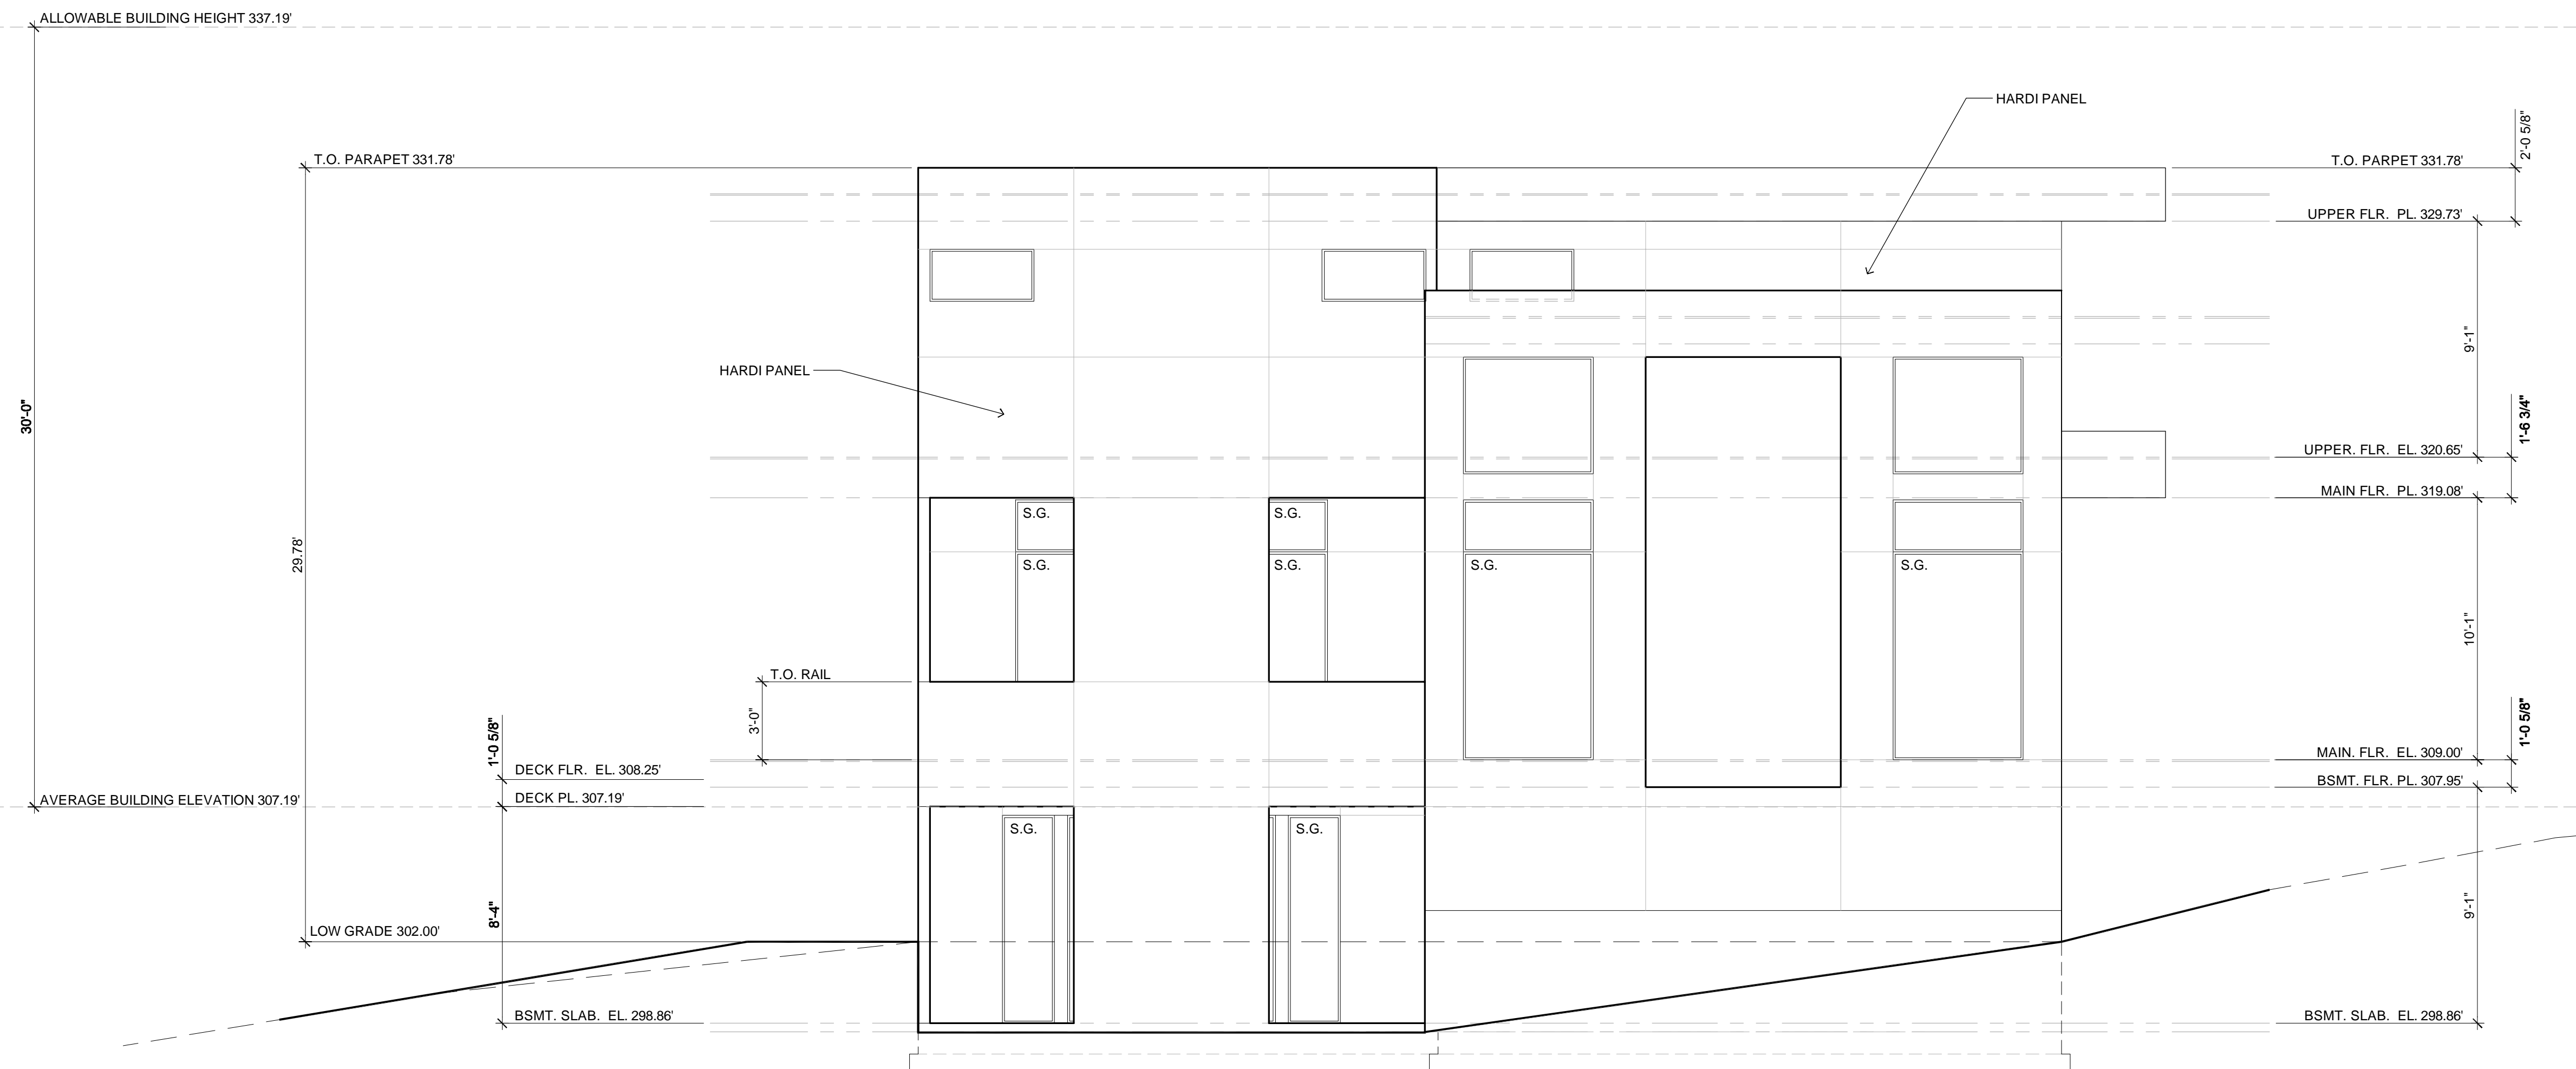 ALLOWABLE BUILDING HEIGHT 337.19'
HARDI PANEL
2'-0 5/8"
T.O. PARAPET 331.78'
T.O. PARPET 331.78'
UPPER FLR. PL. 329.73'
9'-1"
HARDI PANEL
30'-0"
1'-6 3/4"
UPPER. FLR. EL. 320.65'
MAIN FLR. PL. 319.08'
S.G.
S.G.
29.78'
S.G.
S.G.
S.G.
S.G.
10'-1"
T.O. RAIL
3'-0"
1'-0 5/8"
1'-0 5/8"
MAIN. FLR. EL. 309.00'
DECK FLR. EL. 308.25'
BSMT. FLR. PL. 307.95'
AVERAGE BUILDING ELEVATION 307.19'
DECK PL. 307.19'
S.G.
S.G.
8'-4"
9'-1"
LOW GRADE 302.00'
BSMT. SLAB. EL. 298.86'
BSMT. SLAB. EL. 298.86'